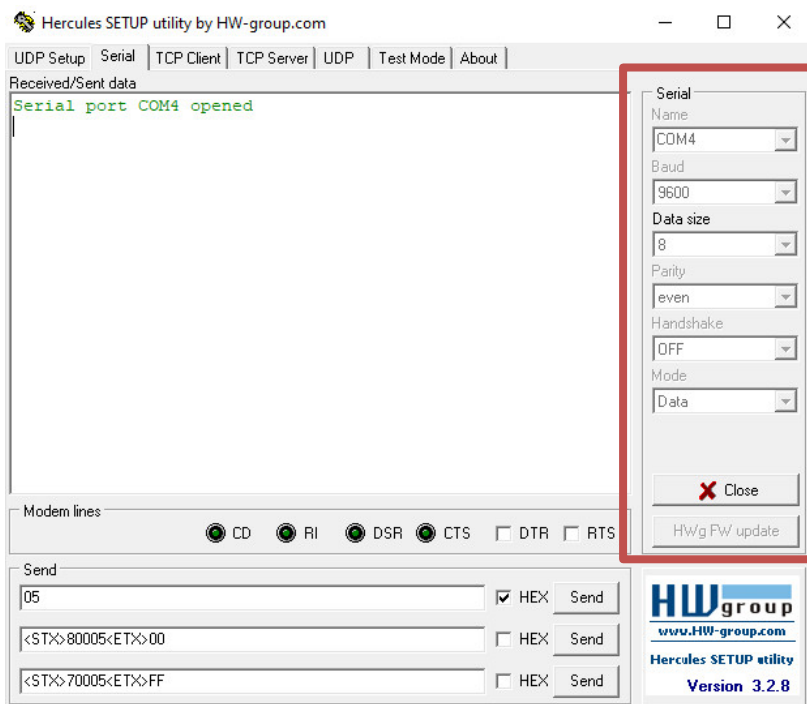 Hercules SETUP utility by HW-group.com
UDP Setup Serial TCP Client TCP Server UDP Test Mode About
Received/Sent data
Serial port COM4 opened
Serial
Name
COM4
Baud
9600
Data size
8
Parity
even
Handshake
OFF
Mode
Data
Close
HWg FW update
Modem lines
CD RI DSR CTS DTR RTS
Send
05 HEX Send
<STX>80005<ETX>00 HEX Send
<STX>70005<ETX>FF HEX Send
HW group
www.HW-group.com
Hercules SETUP utility
Version 3.2.8